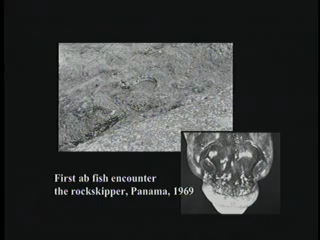 First ab fish encounter
the rockskipper, Panama, 1969